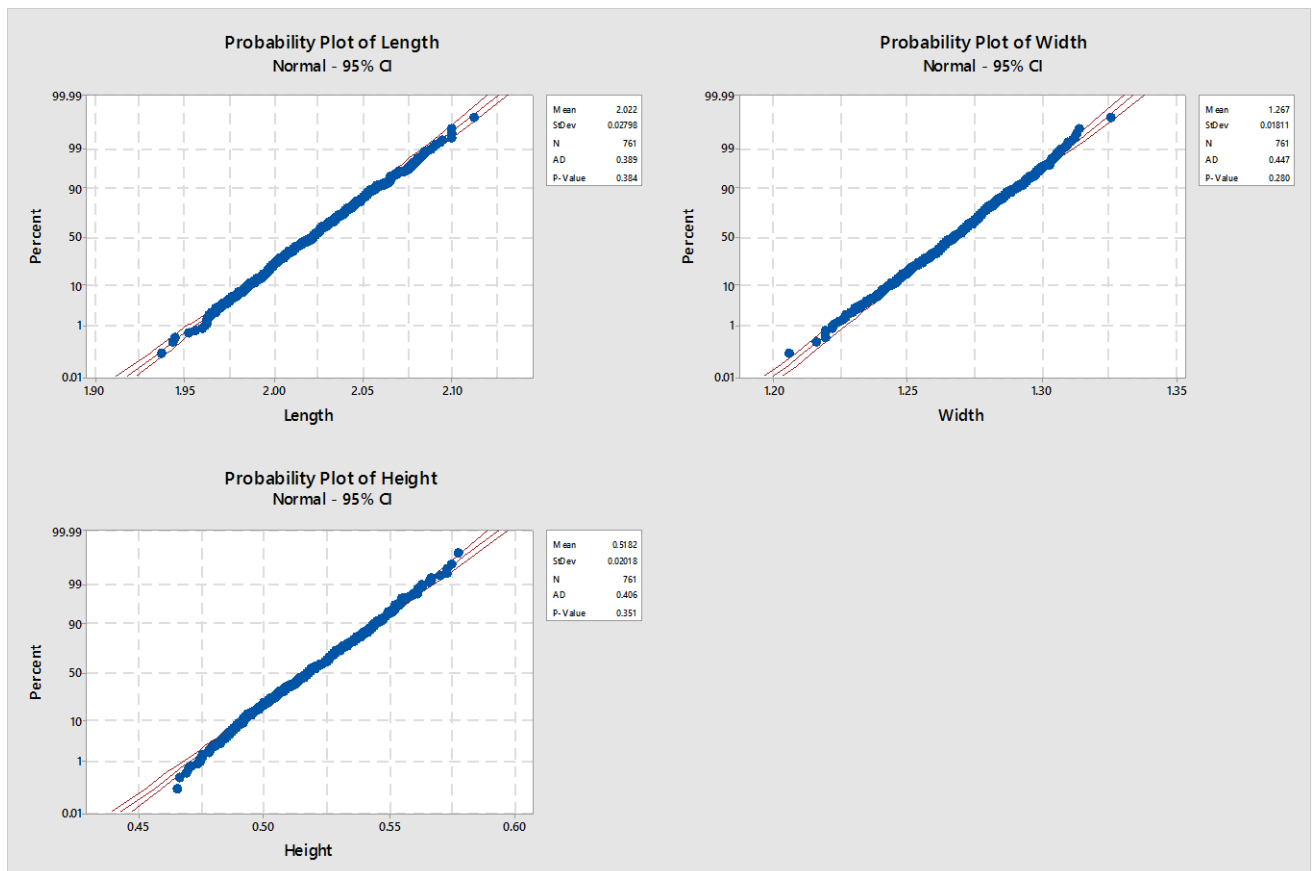 Probability Plot of Length
Normal - 95% CI
99.99
99
90
50
10
1
0.01
Percent
1.90 1.95 2.00 2.05 2.10
Length
Mean 2.022
StDev 0.02798
N 761
AD 0.389
P-Value 0.384
Probability Plot of Width
Normal - 95% CI
99.99
99
90
50
10
1
0.01
Percent
1.20 1.25 1.30 1.35
Width
Mean 1.267
StDev 0.01811
N 761
AD 0.447
P-Value 0.280
Probability Plot of Height
Normal - 95% CI
99.99
99
90
50
10
1
0.01
Percent
0.45 0.50 0.55 0.60
Height
Mean 0.5182
StDev 0.02018
N 761
AD 0.406
P-Value 0.351